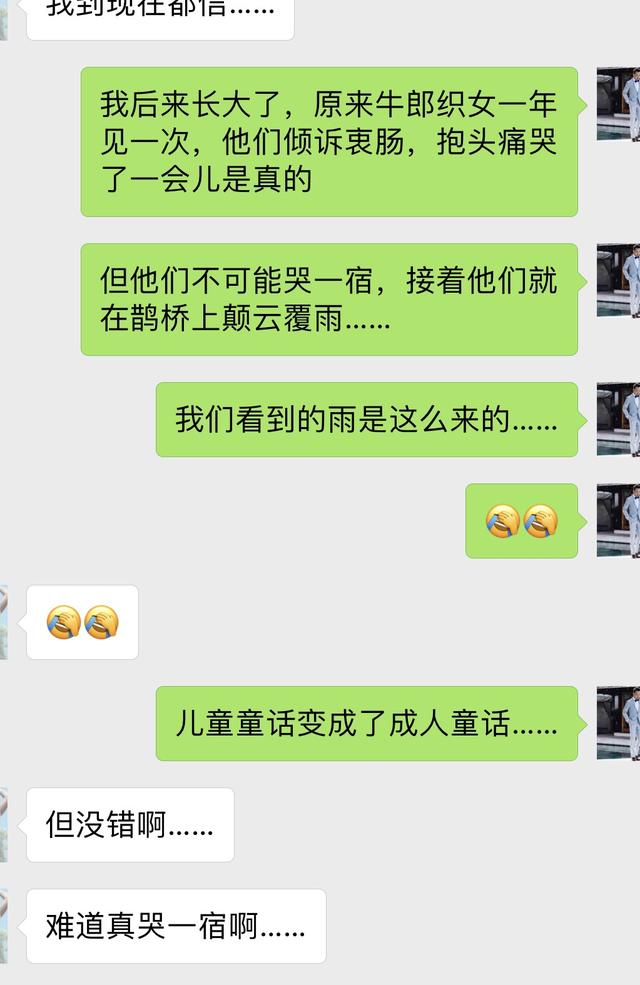 我到现在都信……
我后来长大了，原来牛郎织女一年
见一次，他们倾诉衷肠，抱头痛哭
了一会儿是真的
但他们不可能哭一宿，接着他们就
在鹊桥上颠云覆雨……
我们看到的雨是这么来的……
儿童童话变成了成人童话……
但没错啊……
难道真哭一宿啊……